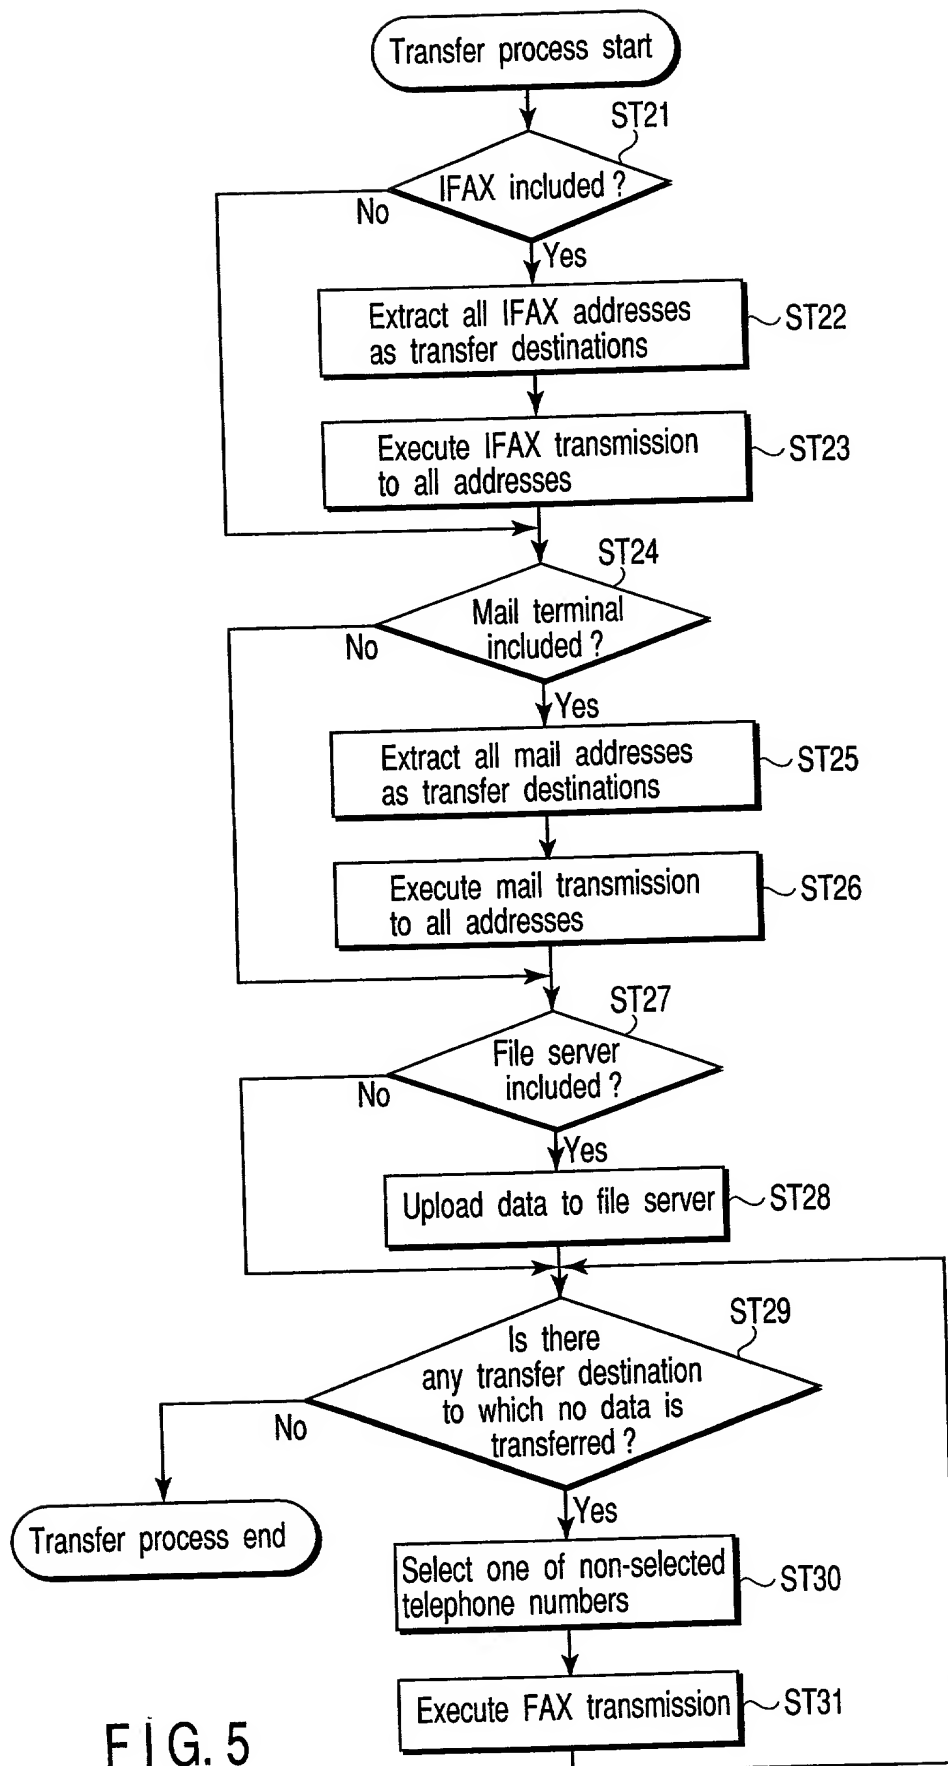 Transfer process start
ST21
IFAX included ?
No
Yes
Extract all IFAX addresses
as transfer destinations
ST22
Execute IFAX transmission
to all addresses
ST23
ST24
Mail terminal
included ?
No
Yes
Extract all mail addresses
as transfer destinations
ST25
Execute mail transmission
to all addresses
ST26
ST27
File server
included ?
No
Yes
Upload data to file server
ST28
ST29
Is there
any transfer destination
to which no data is
transferred ?
No
Yes
Transfer process end
Select one of non-selected
telephone numbers
ST30
Execute FAX transmission
ST31
FIG. 5